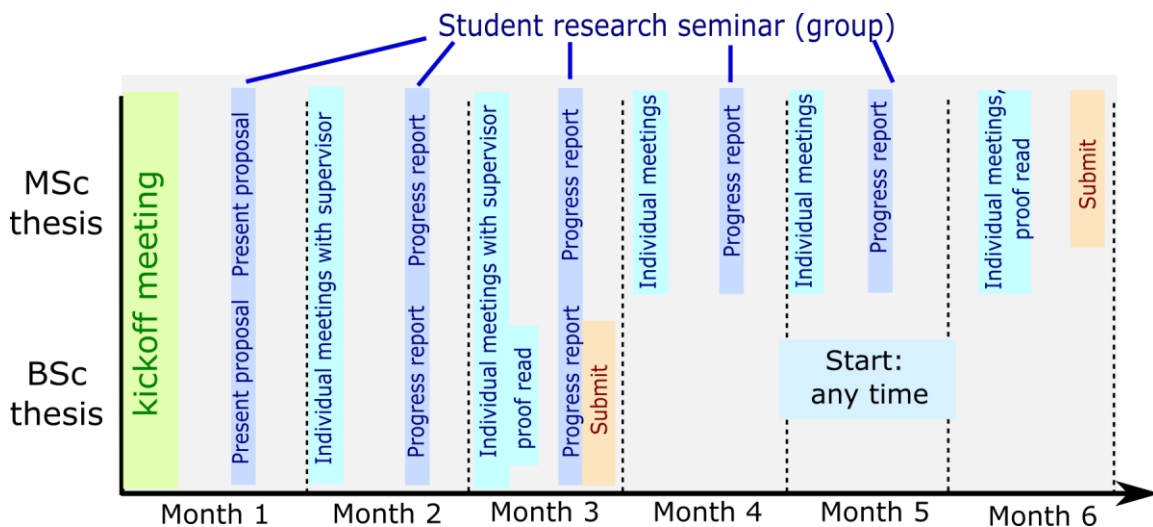 Student research seminar (group)
MSc
thesis
BSc
thesis
kickoff meeting
Present proposal
Present proposal
Individual meetings with supervisor
Progress report
Progress report
Individual meetings with supervisor
proof read
Progress report
Progress report
Submit
Individual meetings
Progress report
Individual meetings
Progress report
Individual meetings,
proof read
Submit
Start:
any time
Month 1
Month 2
Month 3
Month 4
Month 5
Month 6